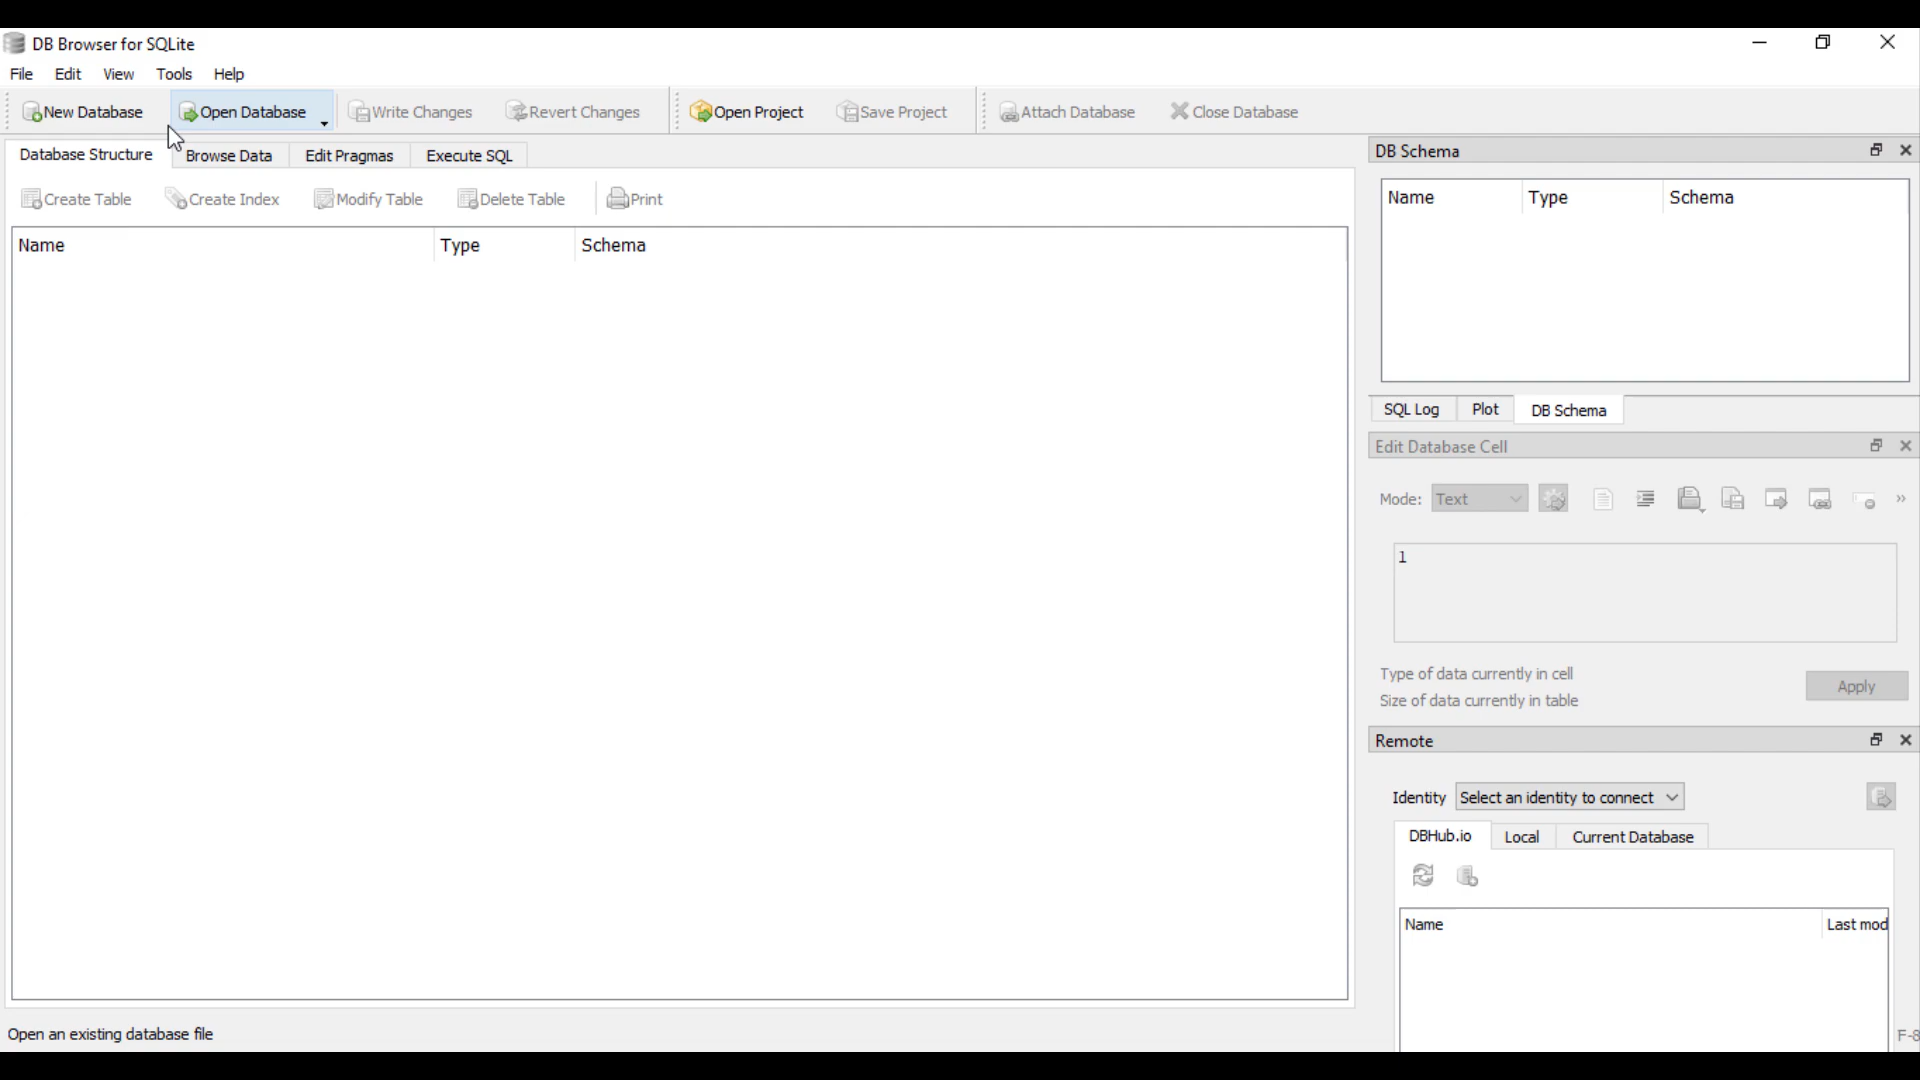 DB Browser for SQLite
File Edit View Tools Help
New Database Open Database Write Changes Revert Changes Open Project Save Project Attach Database Close Database
Database Structure Browse Data Edit Pragmas Execute SQL
Create Table Create Index Modify Table Delete Table Print
Name Type Schema
DB Schema
Name Type Schema
SQL Log Plot DB Schema
Edit Database Cell
Mode: Text
1
Type of data currently in cell
Size of data currently in table
Apply
Remote
Identity Select an identity to connect
DBHub.io Local Current Database
Name Last mod
Open an existing database file
F-8